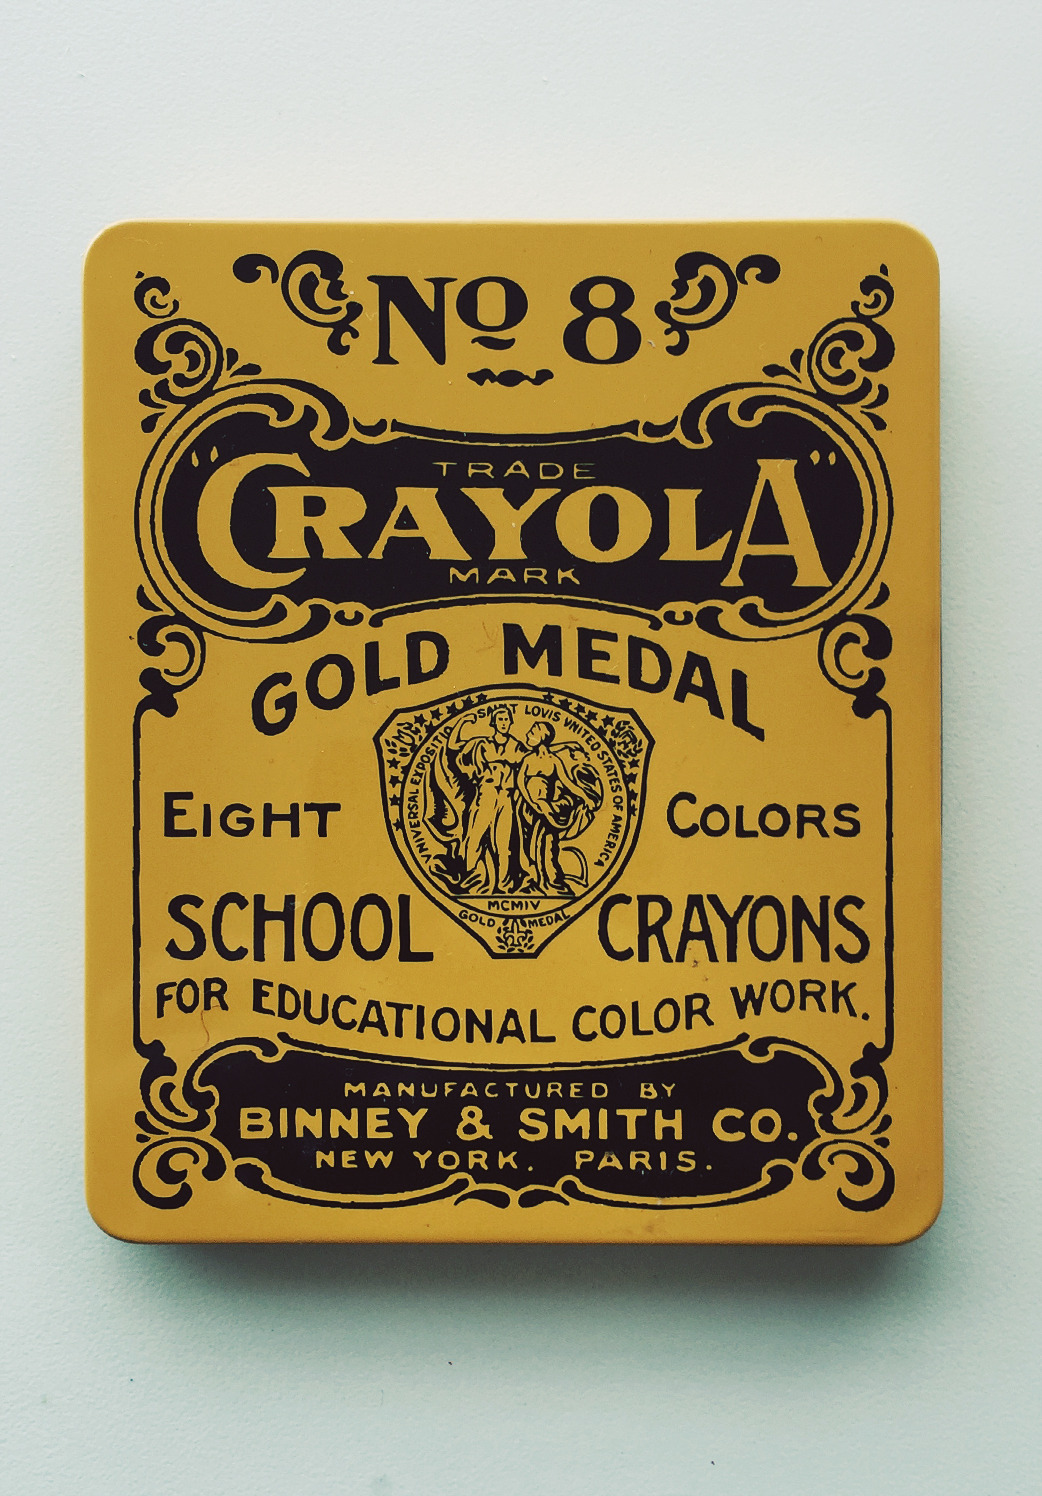 No 8
TRADE
"CRAYOLA"
MARK
GOLD MEDAL
UNIVERSAL EXPOSITION SAINT LOUIS UNITED STATES OF AMERICA
EIGHT COLORS
MCMIV
GOLD MEDAL
SCHOOL CRAYONS
FOR EDUCATIONAL COLOR WORK.
MANUFACTURED BY
BINNEY & SMITH CO.
NEW YORK. PARIS.